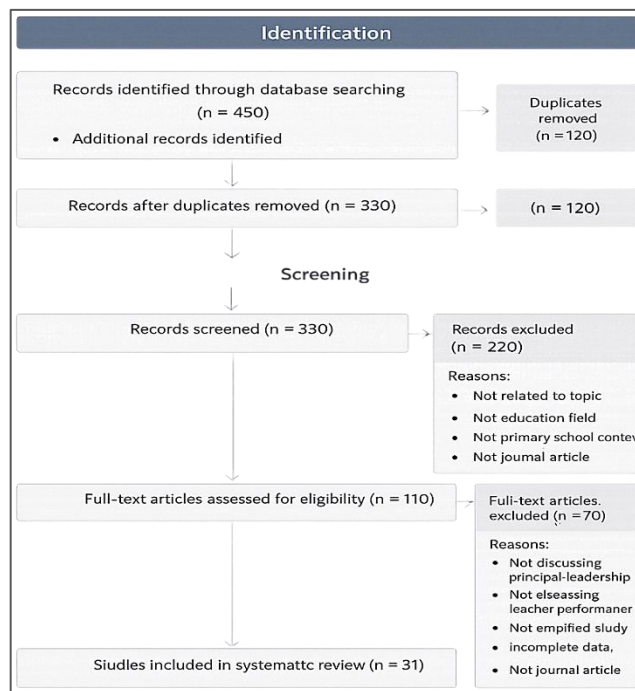 Identification
Records identified through database searching
(n = 450)
• Additional records identified
Duplicates
removed
(n = 120)
Records after duplicates removed (n = 330)
(n = 120)
Screening
Records screened (n = 330)
Records excluded
(n = 220)
Reasons:
• Not related to topic
• Not education field
• Not primary school contev
• Not joumal article
Full-text articles assessed for eligibility (n = 110)
Fuli-text articles.
excluded (n = 70)
Reasons:
• Not discussing
principal-leadership
• Not elseassing
leacher performaner
• Not empified sludy
• incomplete data,
• Not journal article
Siudles included in systemattc review (n = 31)